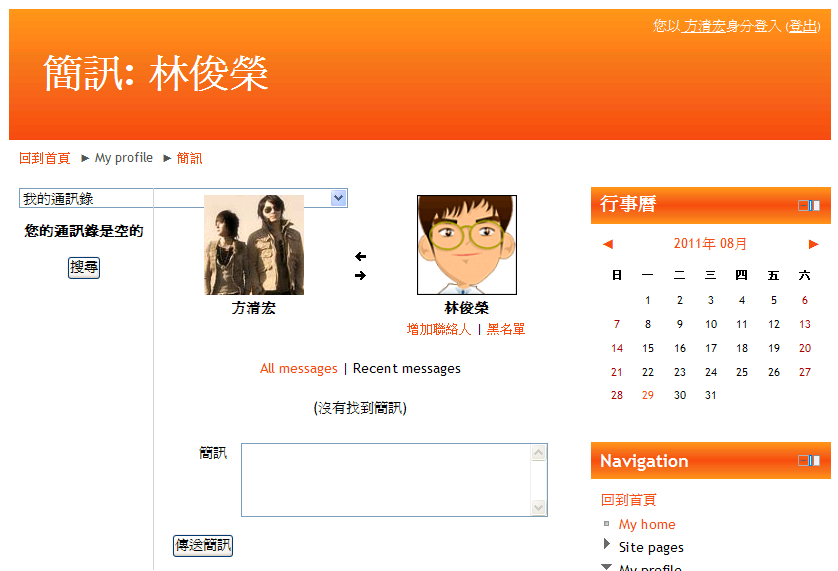 您以 方清宏身分登入 (登出)
簡訊: 林俊榮
回到首頁 ► My profile ► 簡訊
我的通訊錄
您的通訊錄是空的
搜尋
方清宏
林俊榮
增加聯絡人 | 黑名單
All messages | Recent messages
(沒有找到簡訊)
簡訊
傳送簡訊
行事曆
◄ 2011年 08月 ►
日 一 二 三 四 五 六
1 2 3 4 5 6
7 8 9 10 11 12 13
14 15 16 17 18 19 20
21 22 23 24 25 26 27
28 29 30 31
Navigation
回到首頁
My home
Site pages
My profile